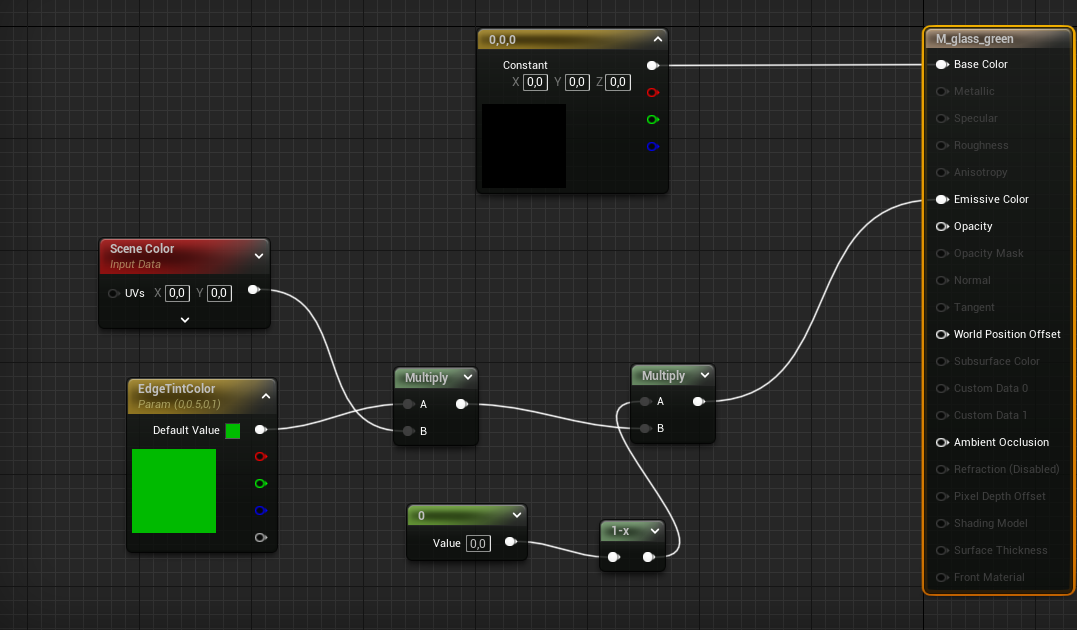 0,0,0
Constant
X 0,0 Y 0,0 Z 0,0
Scene Color
Input Data
UVs X 0,0 Y 0,0
EdgeTintColor
Param (0,0.5,0,1)
Default Value
Multiply
A
B
0
Value 0,0
1-x
Multiply
A
B
M_glass_green
Base Color
Metallic
Specular
Roughness
Anisotropy
Emissive Color
Opacity
Opacity Mask
Normal
Tangent
World Position Offset
Subsurface Color
Custom Data 0
Custom Data 1
Ambient Occlusion
Refraction (Disabled)
Pixel Depth Offset
Shading Model
Surface Thickness
Front Material